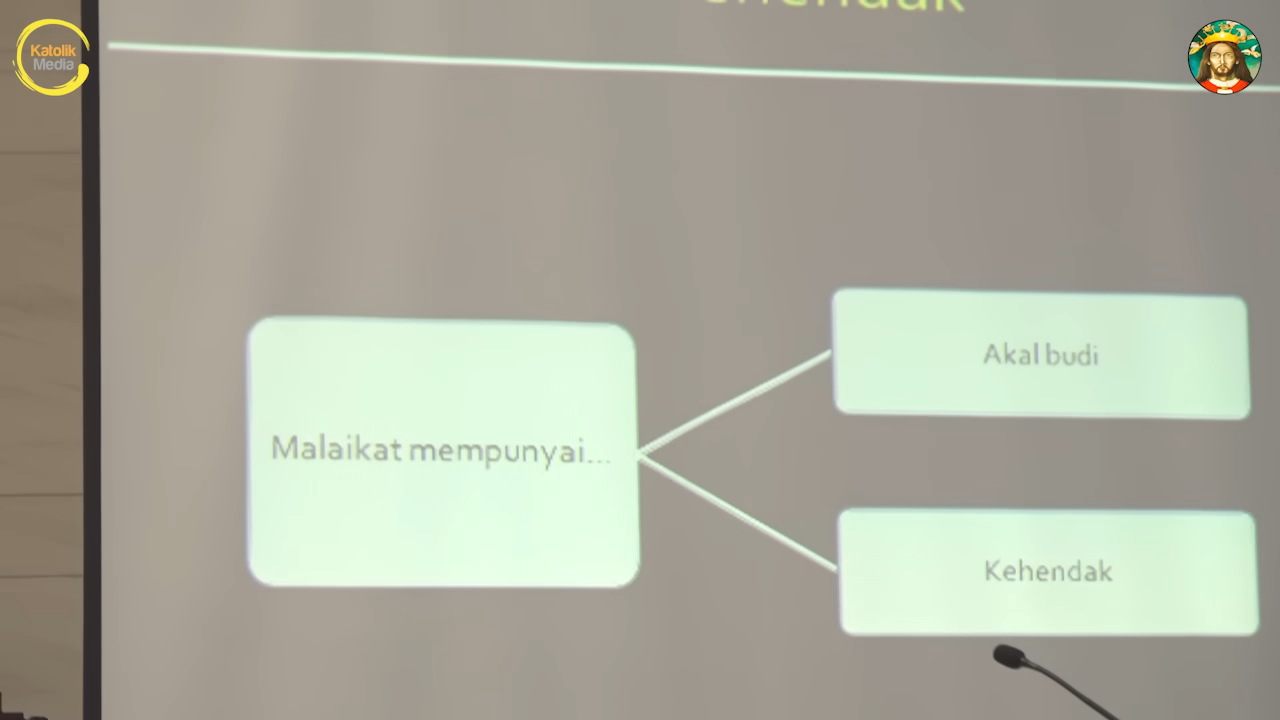 Katolik
Media
Malaikat mempunyai...
Akal budi
Kehendak